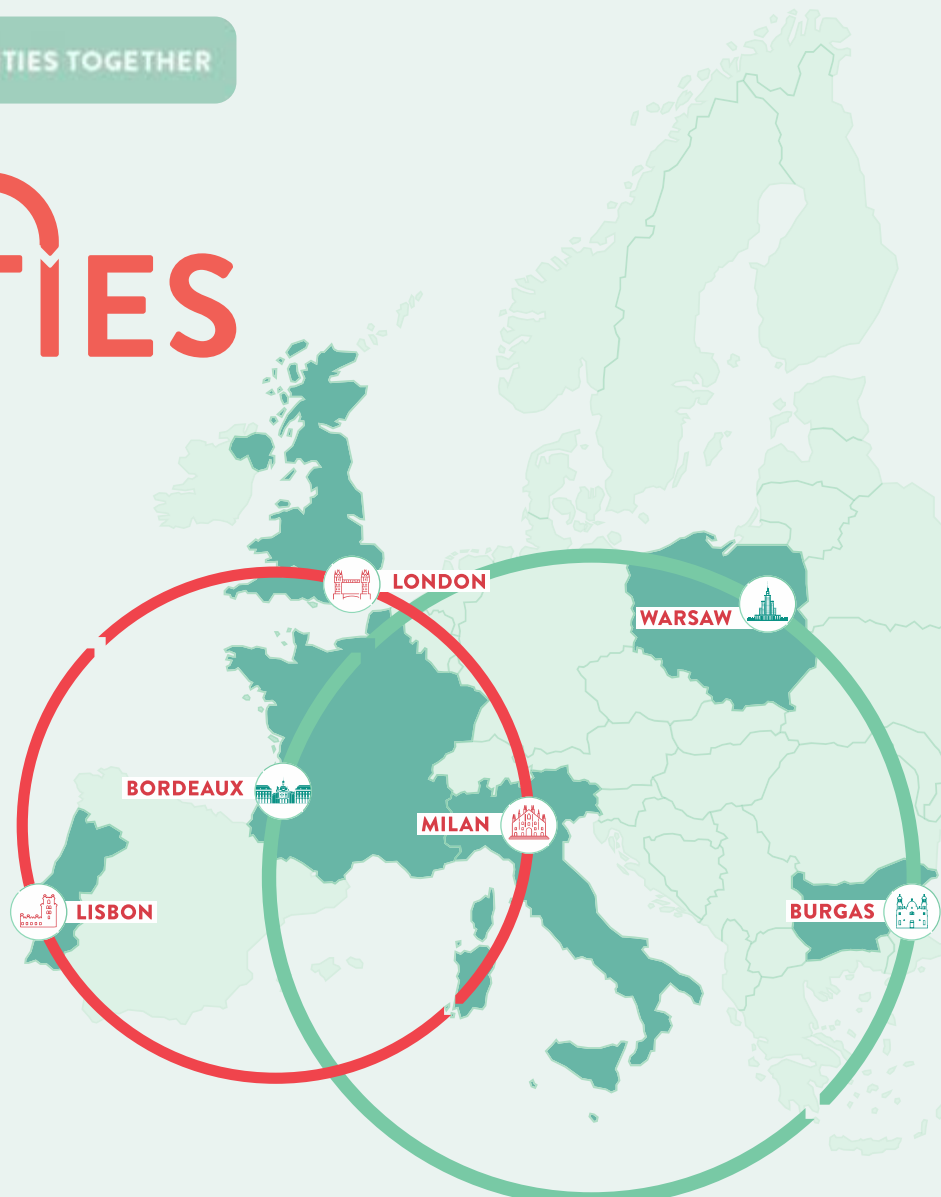 TIES TOGETHER
TIES
LONDON
WARSAW
BORDEAUX
MILAN
LISBON
BURGAS